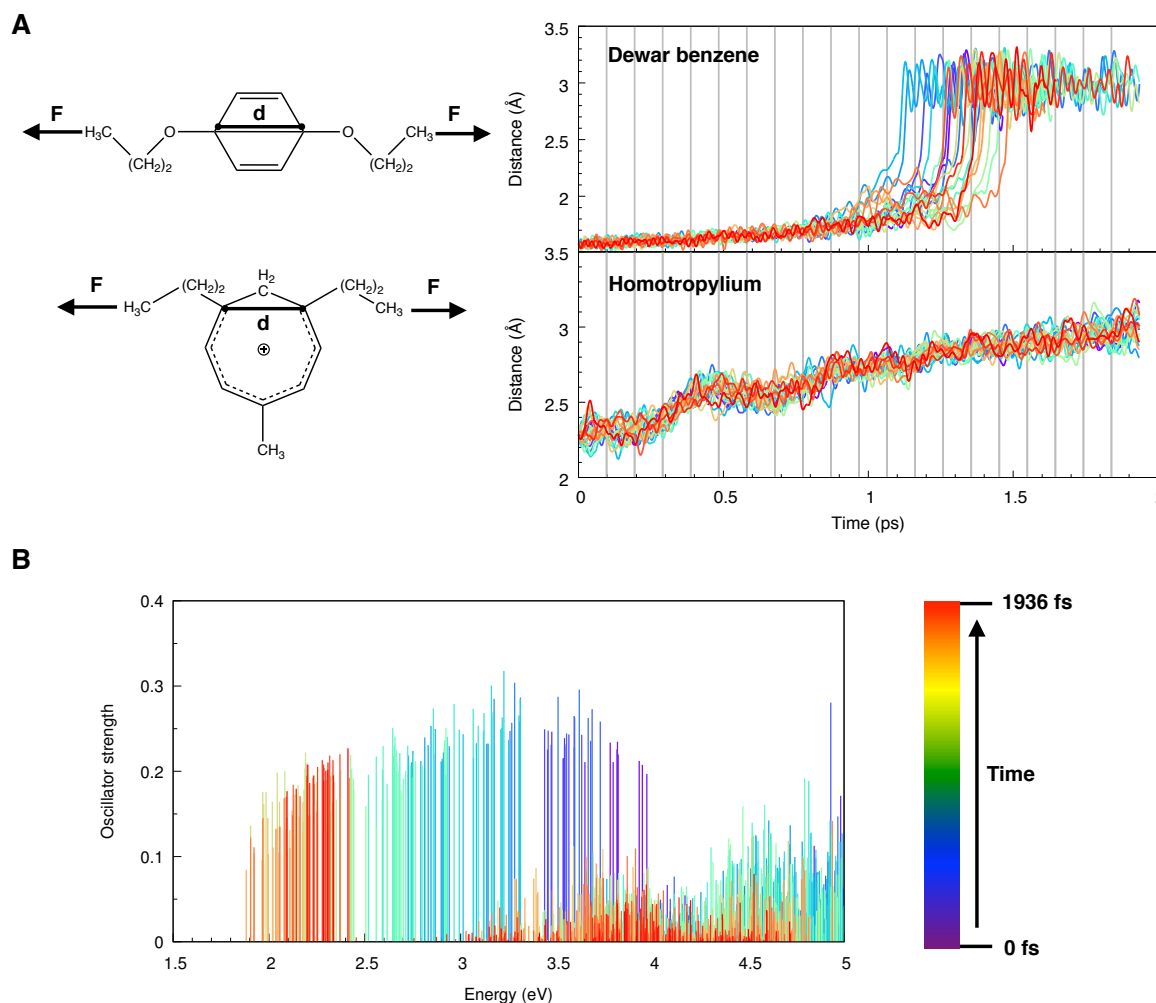 A
F
H3C
(CH2)2
O
d
O
(CH2)2
CH3
F
F
H3C
(CH2)2
H2
C
(CH2)2
CH3
F
d
⊕
CH3
3.5
3
2.5
2
3.5
Distance (Å)
Dewar benzene
3.5
3
2.5
2
Distance (Å)
Homotropylium
0
0.5
1
1.5
Time (ps)
B
0.4
0.3
0.2
0.1
0
Oscillator strength
1.5
2
2.5
3
3.5
4
4.5
5
Energy (eV)
1936 fs
Time
0 fs